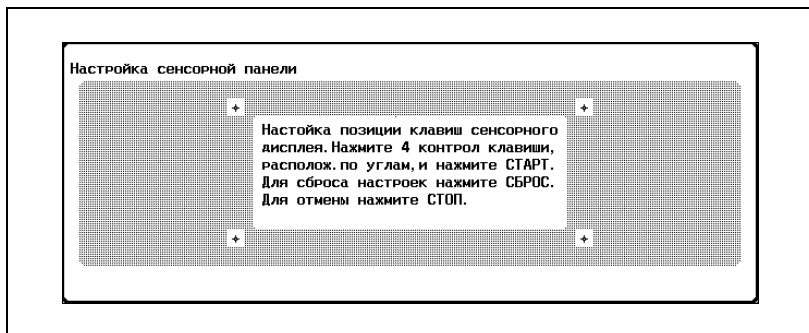 Настройка сенсорной панели
Настойка позиции клавиш сенсорного
дисплея.Нажмите 4 контрол клавиши,
располож.по углам,и нажмите СТАРТ.
Для сброса настроек нажмите СБРОС.
Для отмены нажмите СТОП.